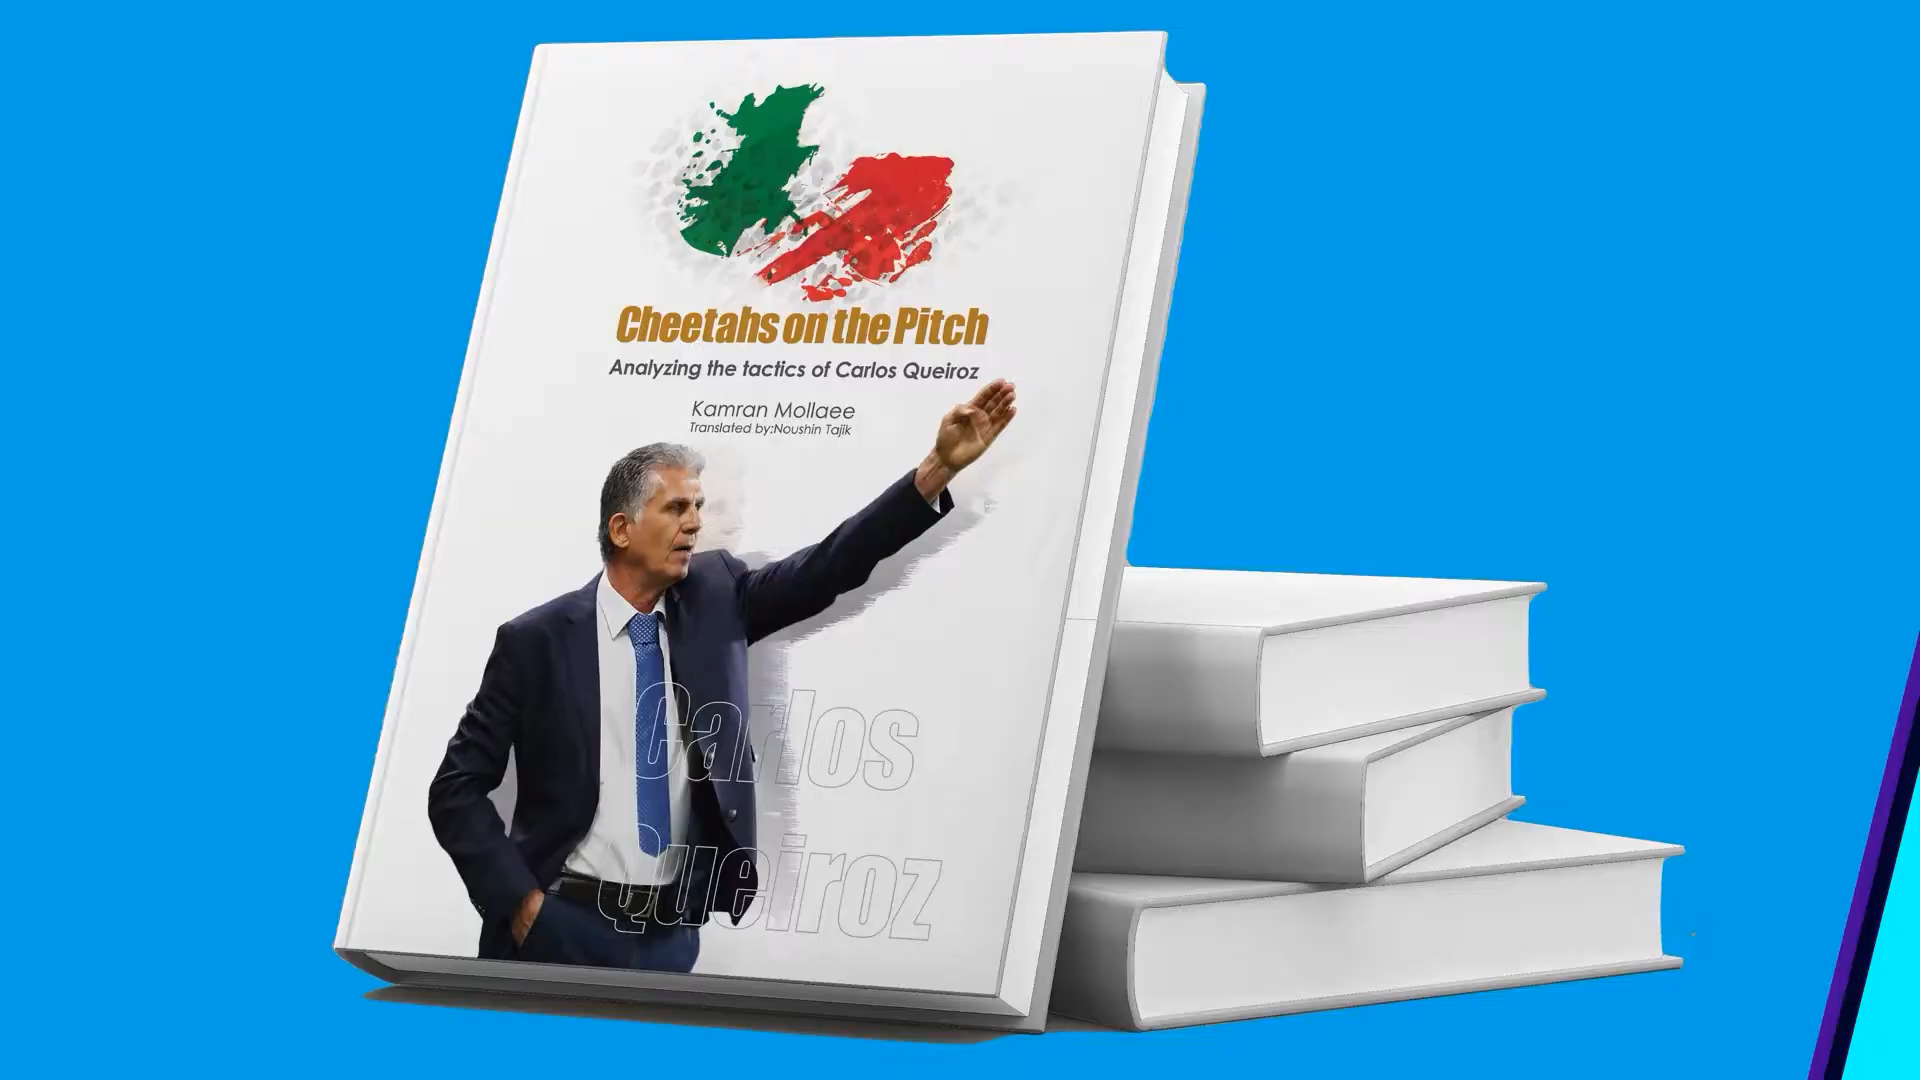 Cheetahs on the Pitch
Analyzing the tactics of Carlos Queiroz
Kamran Mollaee
Translated by:Noushin Tajik
Carlos
Queiroz